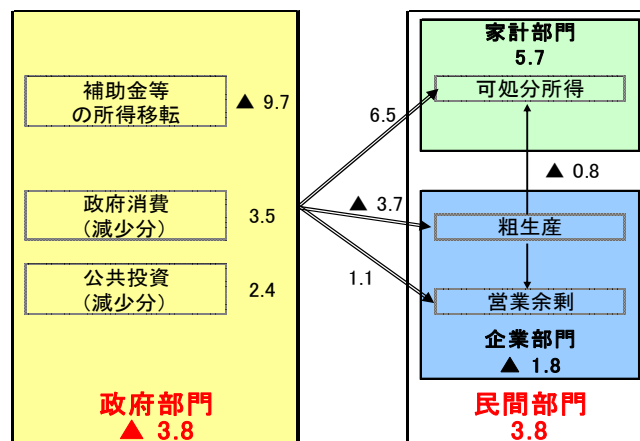 補助金等
の所得移転
▲ 9.7
政府消費
(減少分)
3.5
公共投資
(減少分)
2.4
政府部門
▲ 3.8
6.5
▲ 3.7
1.1
家計部門
5.7
可処分所得
▲ 0.8
粗生産
営業余剰
企業部門
▲ 1.8
民間部門
3.8